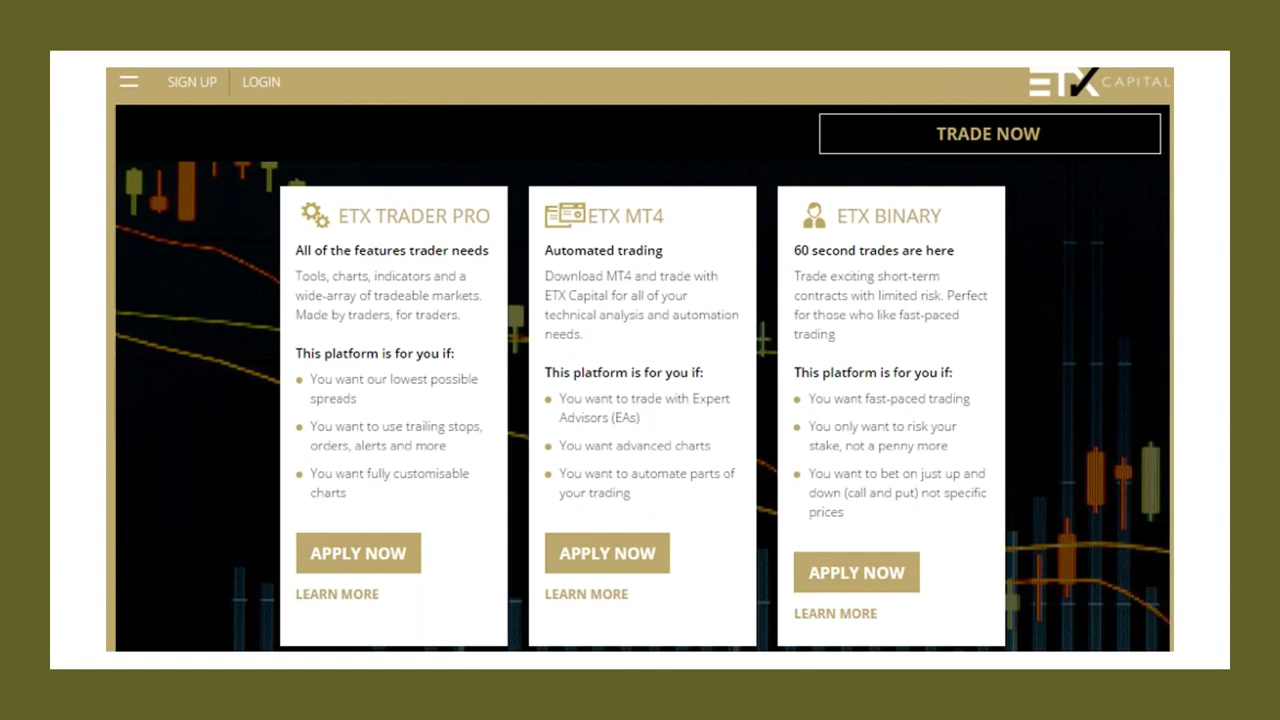 SIGN UP
LOGIN
ETX CAPITAL
TRADE NOW
ETX TRADER PRO
All of the features trader needs
Tools, charts, indicators and a
wide-array of tradeable markets.
Made by traders, for traders.
This platform is for you if:
You want our lowest possible
spreads
You want to use trailing stops,
orders, alerts and more
You want fully customisable
charts
APPLY NOW
LEARN MORE
ETX MT4
Automated trading
Download MT4 and trade with
ETX Capital for all of your
technical analysis and automation
needs.
This platform is for you if:
You want to trade with Expert
Advisors (EAs)
You want advanced charts
You want to automate parts of
your trading
APPLY NOW
LEARN MORE
ETX BINARY
60 second trades are here
Trade exciting short-term
contracts with limited risk. Perfect
for those who like fast-paced
trading
This platform is for you if:
You want fast-paced trading
You only want to risk your
stake, not a penny more
You want to bet on just up and
down (call and put) not specific
prices
APPLY NOW
LEARN MORE